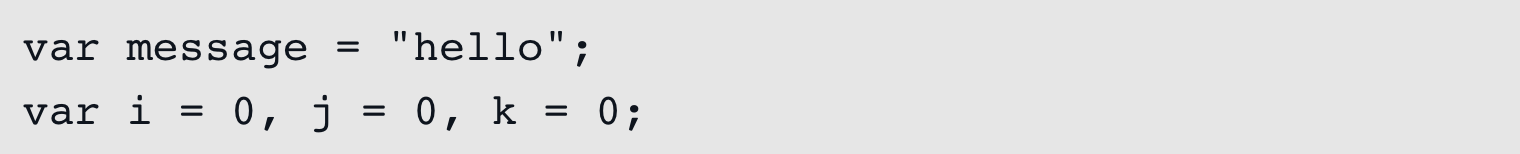 var message = "hello";
var i = 0, j = 0, k = 0;